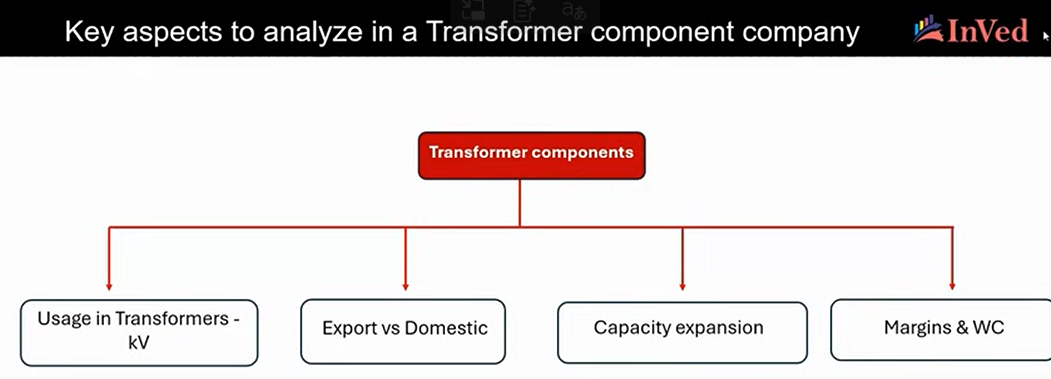 Key aspects to analyze in a Transformer component company
InVed
Transformer components
Usage in Transformers -
kV
Export vs Domestic
Capacity expansion
Margins & WC